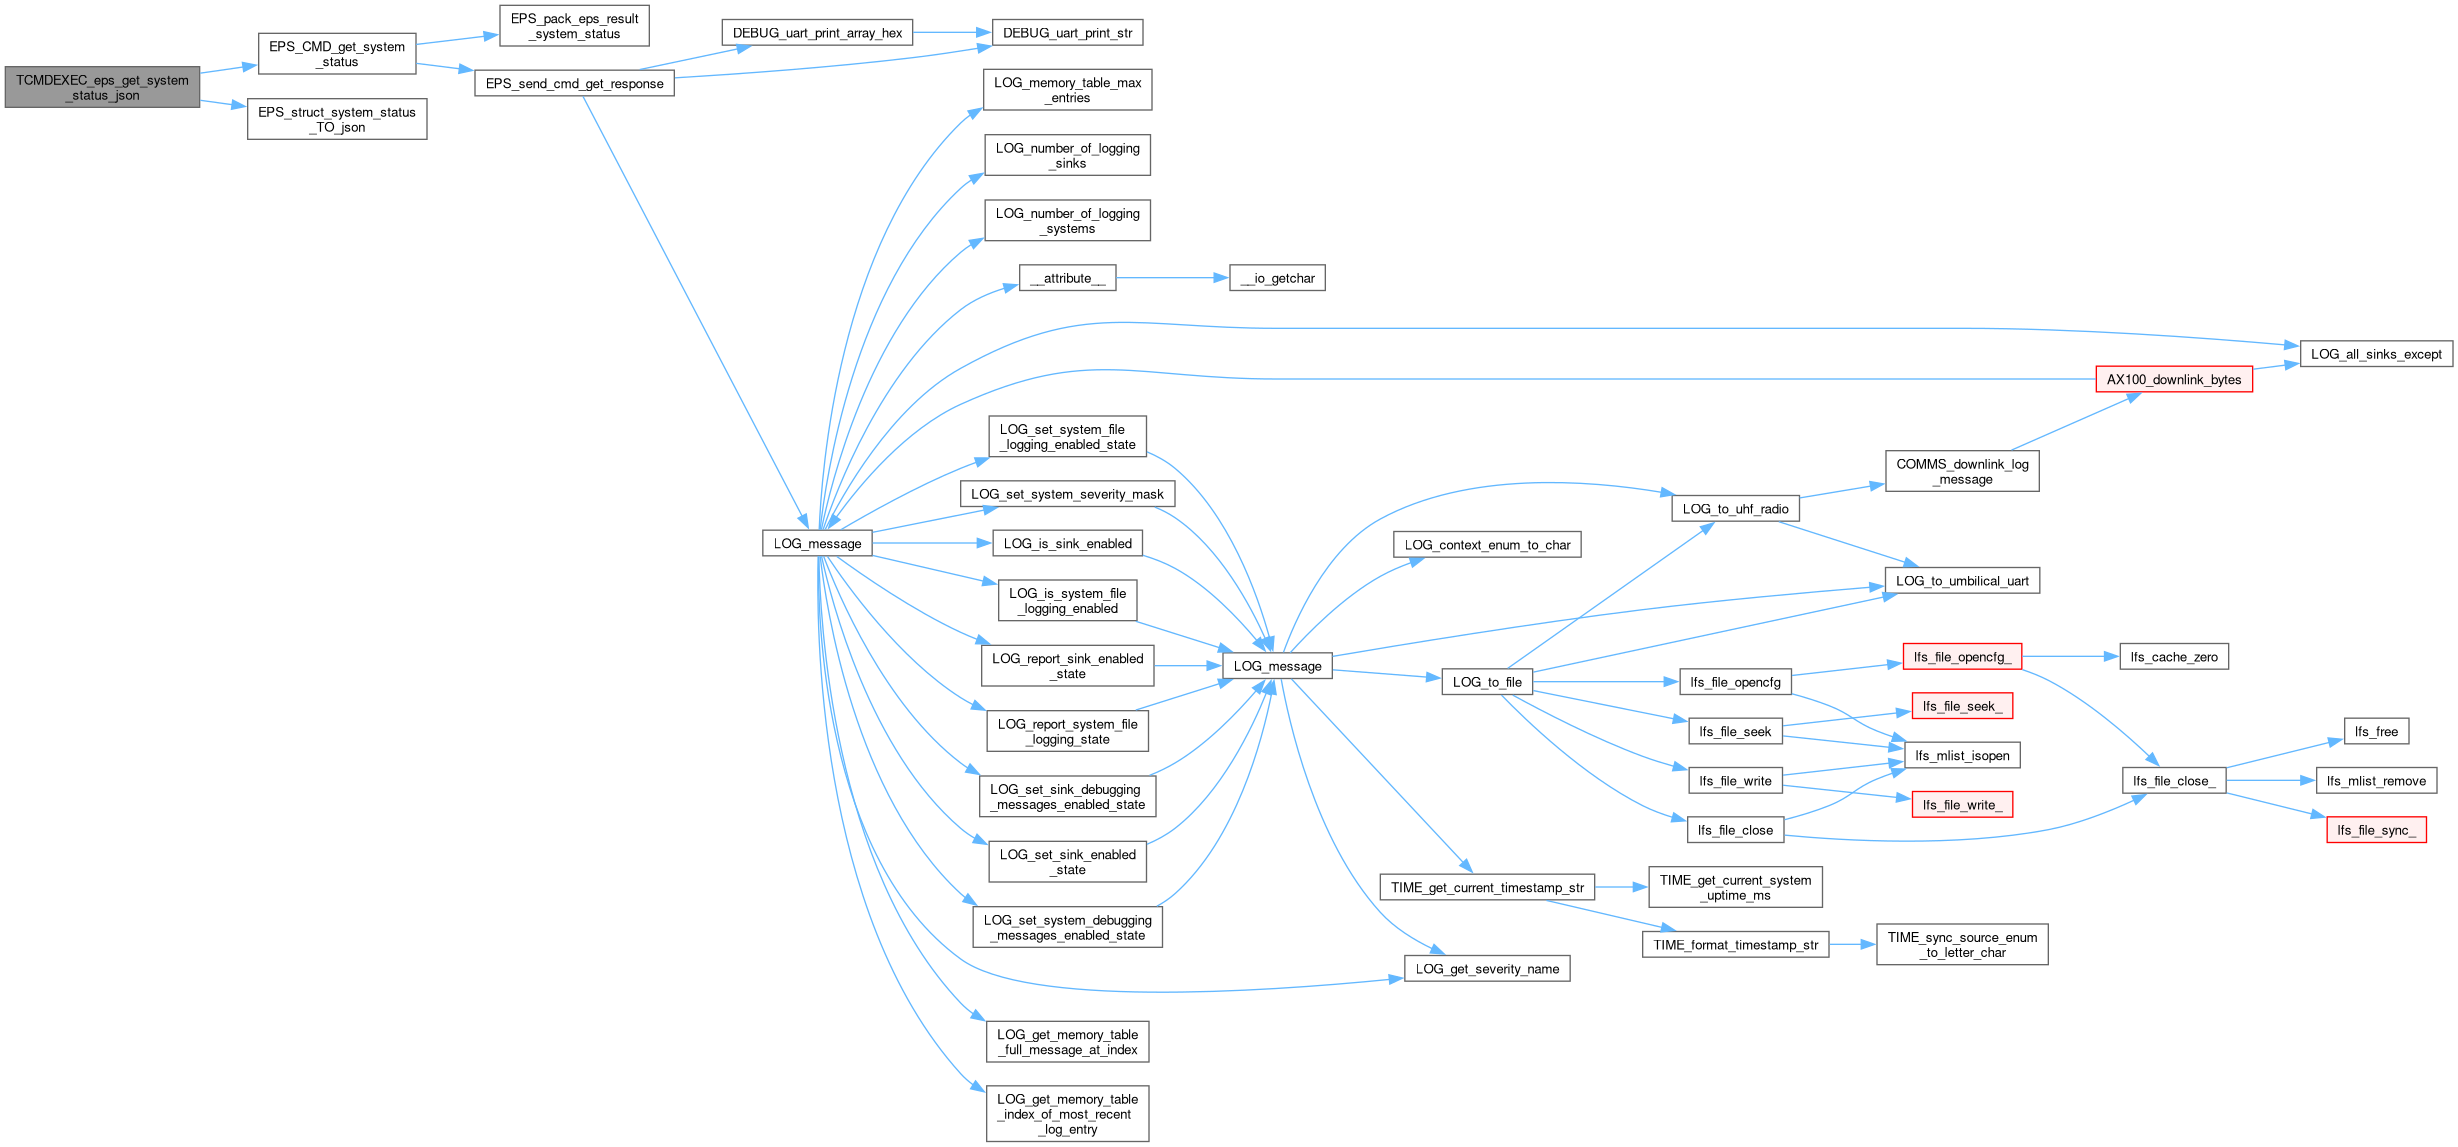 TCMDEXEC_eps_get_system
_status_json
EPS_CMD_get_system
_status
EPS_struct_system_status
_TO_json
EPS_pack_eps_result
_system_status
EPS_send_cmd_get_response
DEBUG_uart_print_array_hex
DEBUG_uart_print_str
LOG_message
LOG_memory_table_max
_entries
LOG_number_of_logging
_sinks
LOG_number_of_logging
_systems
__attribute__
__io_getchar
LOG_all_sinks_except
AX100_downlink_bytes
LOG_set_system_file
_logging_enabled_state
LOG_set_system_severity_mask
LOG_is_sink_enabled
LOG_is_system_file
_logging_enabled
LOG_report_sink_enabled
_state
LOG_report_system_file
_logging_state
LOG_set_sink_debugging
_messages_enabled_state
LOG_set_sink_enabled
_state
LOG_set_system_debugging
_messages_enabled_state
LOG_get_memory_table
_full_message_at_index
LOG_get_memory_table
_index_of_most_recent
_log_entry
LOG_message
LOG_context_enum_to_char
LOG_to_file
TIME_get_current_timestamp_str
LOG_get_severity_name
LOG_to_uhf_radio
COMMS_downlink_log
_message
LOG_to_umbilical_uart
lfs_file_opencfg
lfs_file_seek
lfs_file_write
lfs_file_close
lfs_file_opencfg_
lfs_file_seek_
lfs_mlist_isopen
lfs_file_write_
lfs_cache_zero
lfs_file_close_
lfs_free
lfs_mlist_remove
lfs_file_sync_
TIME_get_current_system
_uptime_ms
TIME_format_timestamp_str
TIME_sync_source_enum
_to_letter_char